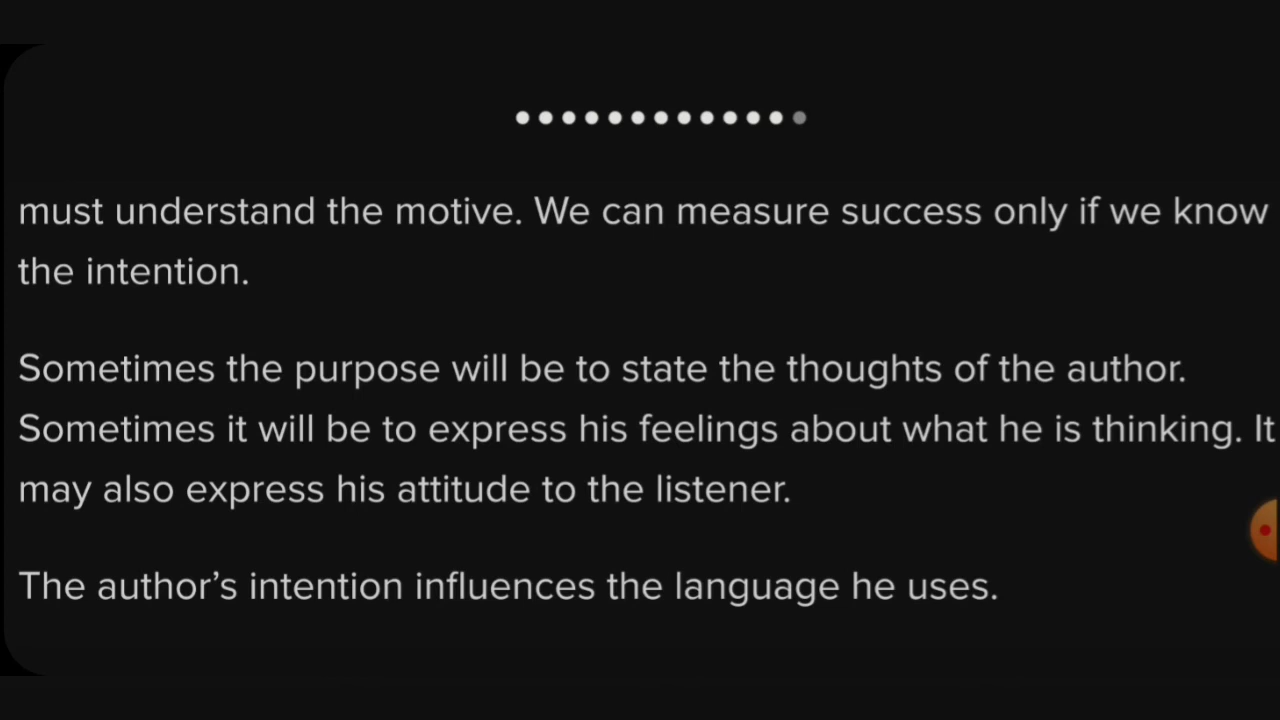 must understand the motive. We can measure success only if we know
the intention.
Sometimes the purpose will be to state the thoughts of the author.
Sometimes it will be to express his feelings about what he is thinking. It
may also express his attitude to the listener.
The author’s intention influences the language he uses.